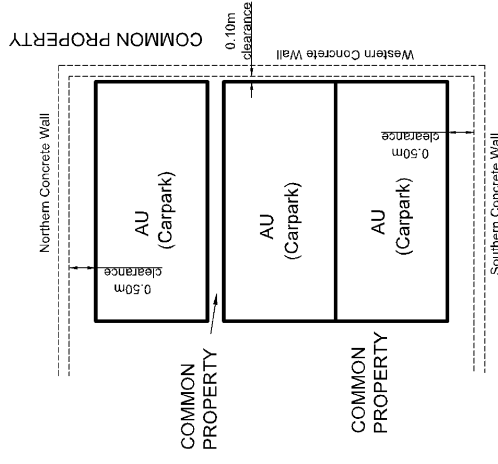 COMMON PROPERTY
0.10m
clearance
Western Concrete Wall
Northern Concrete Wall
AU
(Carpark)
0.50m
clearance
AU
(Carpark)
AU
(Carpark)
0.50m
clearance
Southern Concrete Wall
COMMON
PROPERTY
COMMON
PROPERTY